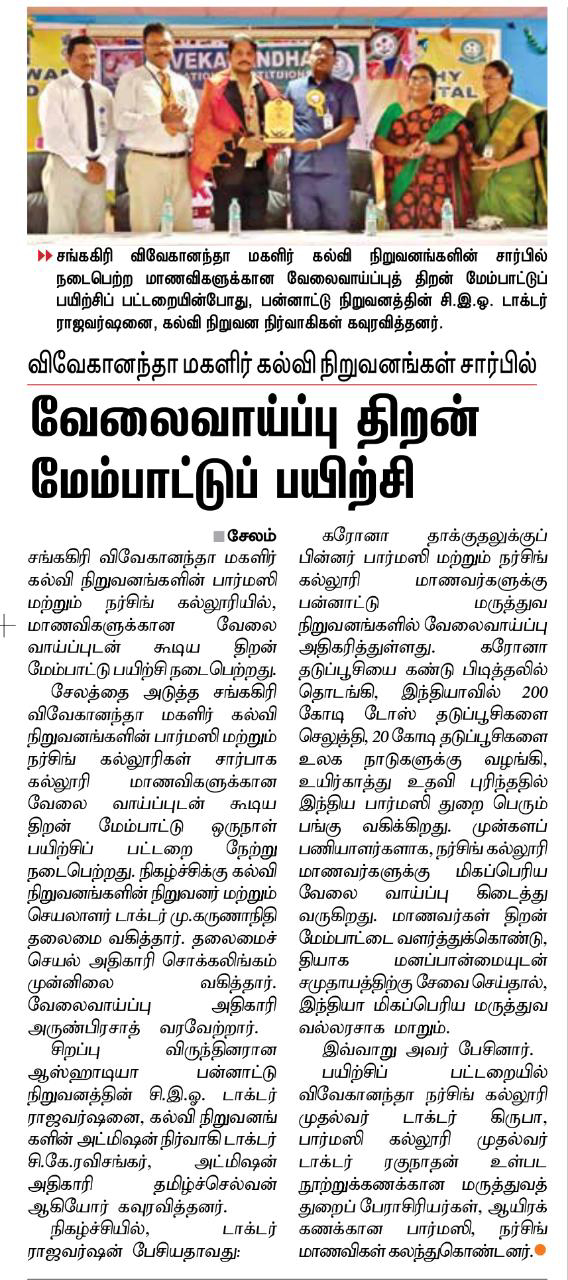 VEKANANDHA
▶▶ சங்ககிரி விவேகானந்தா மகளிர் கல்வி நிறுவனங்களின் சார்பில்
நடைபெற்ற மாணவிகளுக்கான வேலைவாய்ப்புத் திறன் மேம்பாட்டுப்
பயிற்சிப் பட்டறையின்போது, பன்னாட்டு நிறுவனத்தின் சி.இ.ஓ. டாக்டர்
ராஜவர்ஷனை, கல்வி நிறுவன நிர்வாகிகள் கவுரவித்தனர்.
விவேகானந்தா மகளிர் கல்வி நிறுவனங்கள் சார்பில்
வேலைவாய்ப்பு திறன்
மேம்பாட்டுப் பயிற்சி
■ சேலம்
சங்ககிரி விவேகானந்தா மகளிர்
கல்வி நிறுவனங்களின் பார்மஸி
மற்றும் நர்சிங் கல்லூரியில்,
மாணவிகளுக்கான வேலை
வாய்ப்புடன் கூடிய திறன்
மேம்பாட்டு பயிற்சி நடைபெற்றது.
சேலத்தை அடுத்த சங்ககிரி
விவேகானந்தா மகளிர் கல்வி
நிறுவனங்களின் பார்மஸி மற்றும்
நர்சிங் கல்லூரிகள் சார்பாக
கல்லூரி மாணவிகளுக்கான
வேலை வாய்ப்புடன் கூடிய
திறன் மேம்பாட்டு ஒருநாள்
பயிற்சிப் பட்டறை நேற்று
நடைபெற்றது. நிகழ்ச்சிக்கு கல்வி
நிறுவனங்களின் நிறுவனர் மற்றும்
செயலாளர் டாக்டர் மு.கருணாநிதி
தலைமை வகித்தார். தலைமைச்
செயல் அதிகாரி சொக்கலிங்கம்
முன்னிலை வகித்தார்.
வேலைவாய்ப்பு அதிகாரி
அருண்பிரசாத் வரவேற்றார்.
சிறப்பு விருந்தினரான
ஆஸ்ஹாடியா பன்னாட்டு
நிறுவனத்தின் சி.இ.ஓ. டாக்டர்
ராஜவர்ஷனை, கல்வி நிறுவனங்
களின் அட்மிஷன் நிர்வாகி டாக்டர்
சி.கே.ரவிசங்கர், அட்மிஷன்
அதிகாரி தமிழ்ச்செல்வன்
ஆகியோர் கவுரவித்தனர்.
நிகழ்ச்சியில், டாக்டர்
ராஜவர்ஷன் பேசியதாவது:
கரோனா தாக்குதலுக்குப்
பின்னர் பார்மஸி மற்றும் நர்சிங்
கல்லூரி மாணவர்களுக்கு
பன்னாட்டு மருத்துவ
நிறுவனங்களில் வேலைவாய்ப்பு
அதிகரித்துள்ளது. கரோனா
தடுப்பூசியை கண்டு பிடித்தலில்
தொடங்கி, இந்தியாவில் 200
கோடி டோஸ் தடுப்பூசிகளை
செலுத்தி, 20 கோடி தடுப்பூசிகளை
உலக நாடுகளுக்கு வழங்கி,
உயிர்காத்து உதவி புரிந்ததில்
இந்திய பார்மஸி துறை பெரும்
பங்கு வகிக்கிறது. முன்களப்
பணியாளர்களாக, நர்சிங் கல்லூரி
மாணவர்களுக்கு மிகப்பெரிய
வேலை வாய்ப்பு கிடைத்து
வருகிறது. மாணவர்கள் திறன்
மேம்பாட்டை வளர்த்துக்கொண்டு,
தியாக மனப்பான்மையுடன்
சமுதாயத்திற்கு சேவை செய்தால்,
இந்தியா மிகப்பெரிய மருத்துவ
வல்லரசாக மாறும்.
இவ்வாறு அவர் பேசினார்.
பயிற்சிப் பட்டறையில்
விவேகானந்தா நர்சிங் கல்லூரி
முதல்வர் டாக்டர் கிருபா,
பார்மஸி கல்லூரி முதல்வர்
டாக்டர் ரகுநாதன் உள்பட
நூற்றுக்கணக்கான மருத்துவத்
துறைப் பேராசிரியர்கள், ஆயிரக்
கணக்கான பார்மஸி, நர்சிங்
மாணவிகள் கலந்துகொண்டனர்.